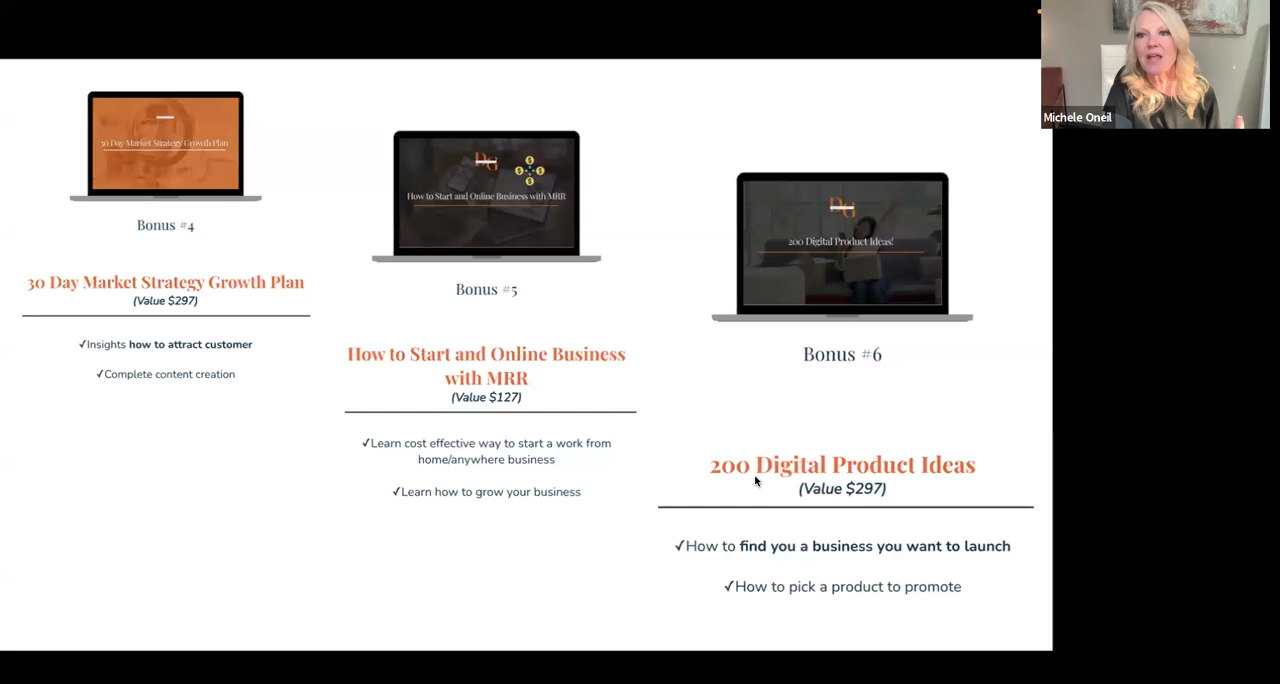 30 Day Market Strategy Growth Plan
Bonus #4
30 Day Market Strategy Growth Plan
(Value $297)
✓Insights how to attract customer
✓Complete content creation
DG
How to Start and Online Business with MRR
Bonus #5
How to Start and Online Business
with MRR
(Value $127)
✓Learn cost effective way to start a work from
home/anywhere business
✓Learn how to grow your business
DG
200 Digital Product Ideas!
Bonus #6
200 Digital Product Ideas
(Value $297)
✓How to find you a business you want to launch
✓How to pick a product to promote
Michele Oneil